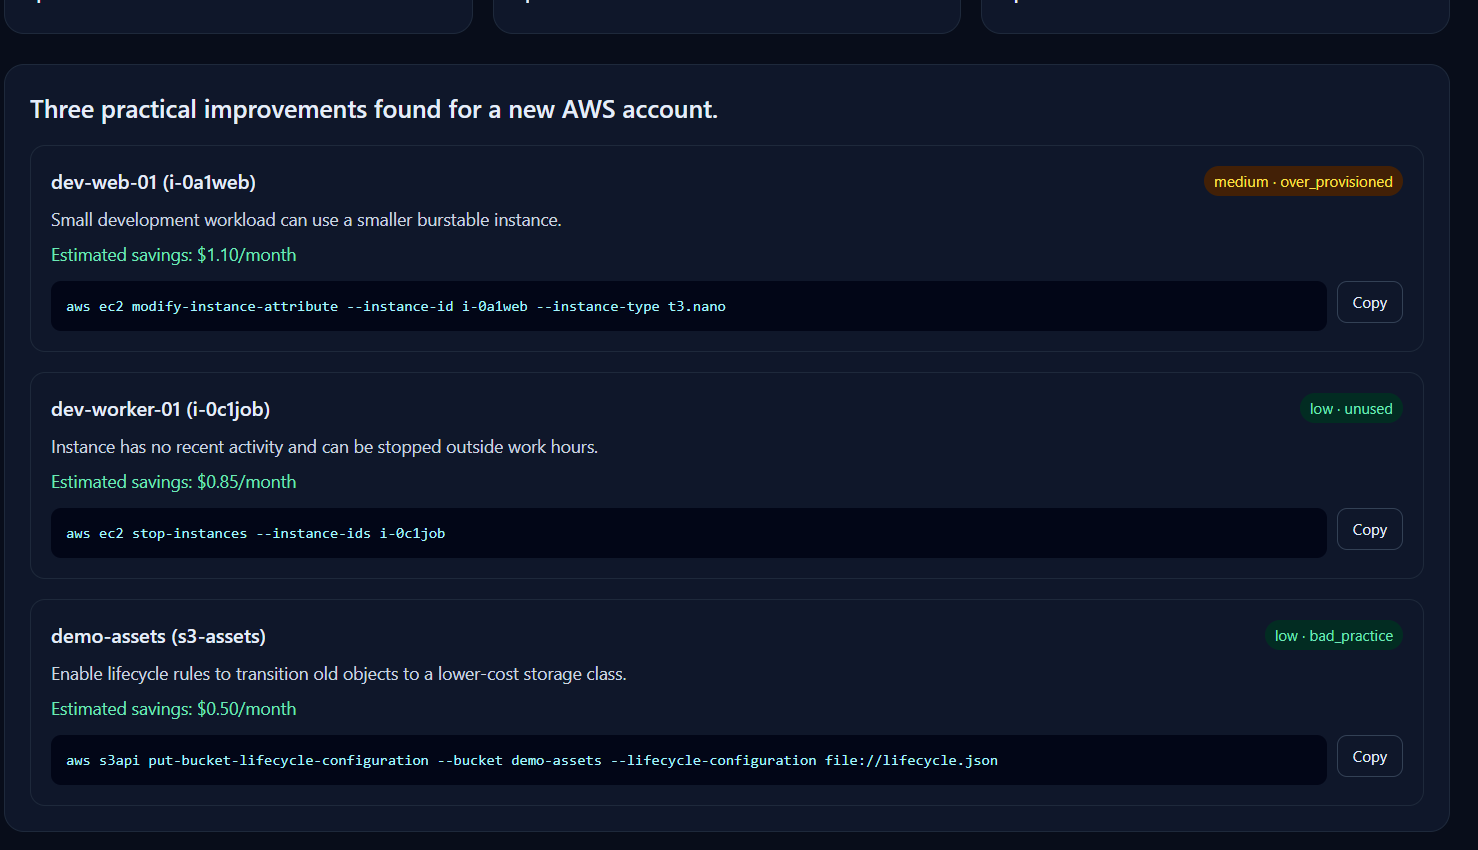 Three practical improvements found for a new AWS account.
dev-web-01 (i-0a1web)
medium · over_provisioned
Small development workload can use a smaller burstable instance.
Estimated savings: $1.10/month
aws ec2 modify-instance-attribute --instance-id i-0a1web --instance-type t3.nano
Copy
dev-worker-01 (i-0c1job)
low · unused
Instance has no recent activity and can be stopped outside work hours.
Estimated savings: $0.85/month
aws ec2 stop-instances --instance-ids i-0c1job
Copy
demo-assets (s3-assets)
low · bad_practice
Enable lifecycle rules to transition old objects to a lower-cost storage class.
Estimated savings: $0.50/month
aws s3api put-bucket-lifecycle-configuration --bucket demo-assets --lifecycle-configuration file://lifecycle.json
Copy